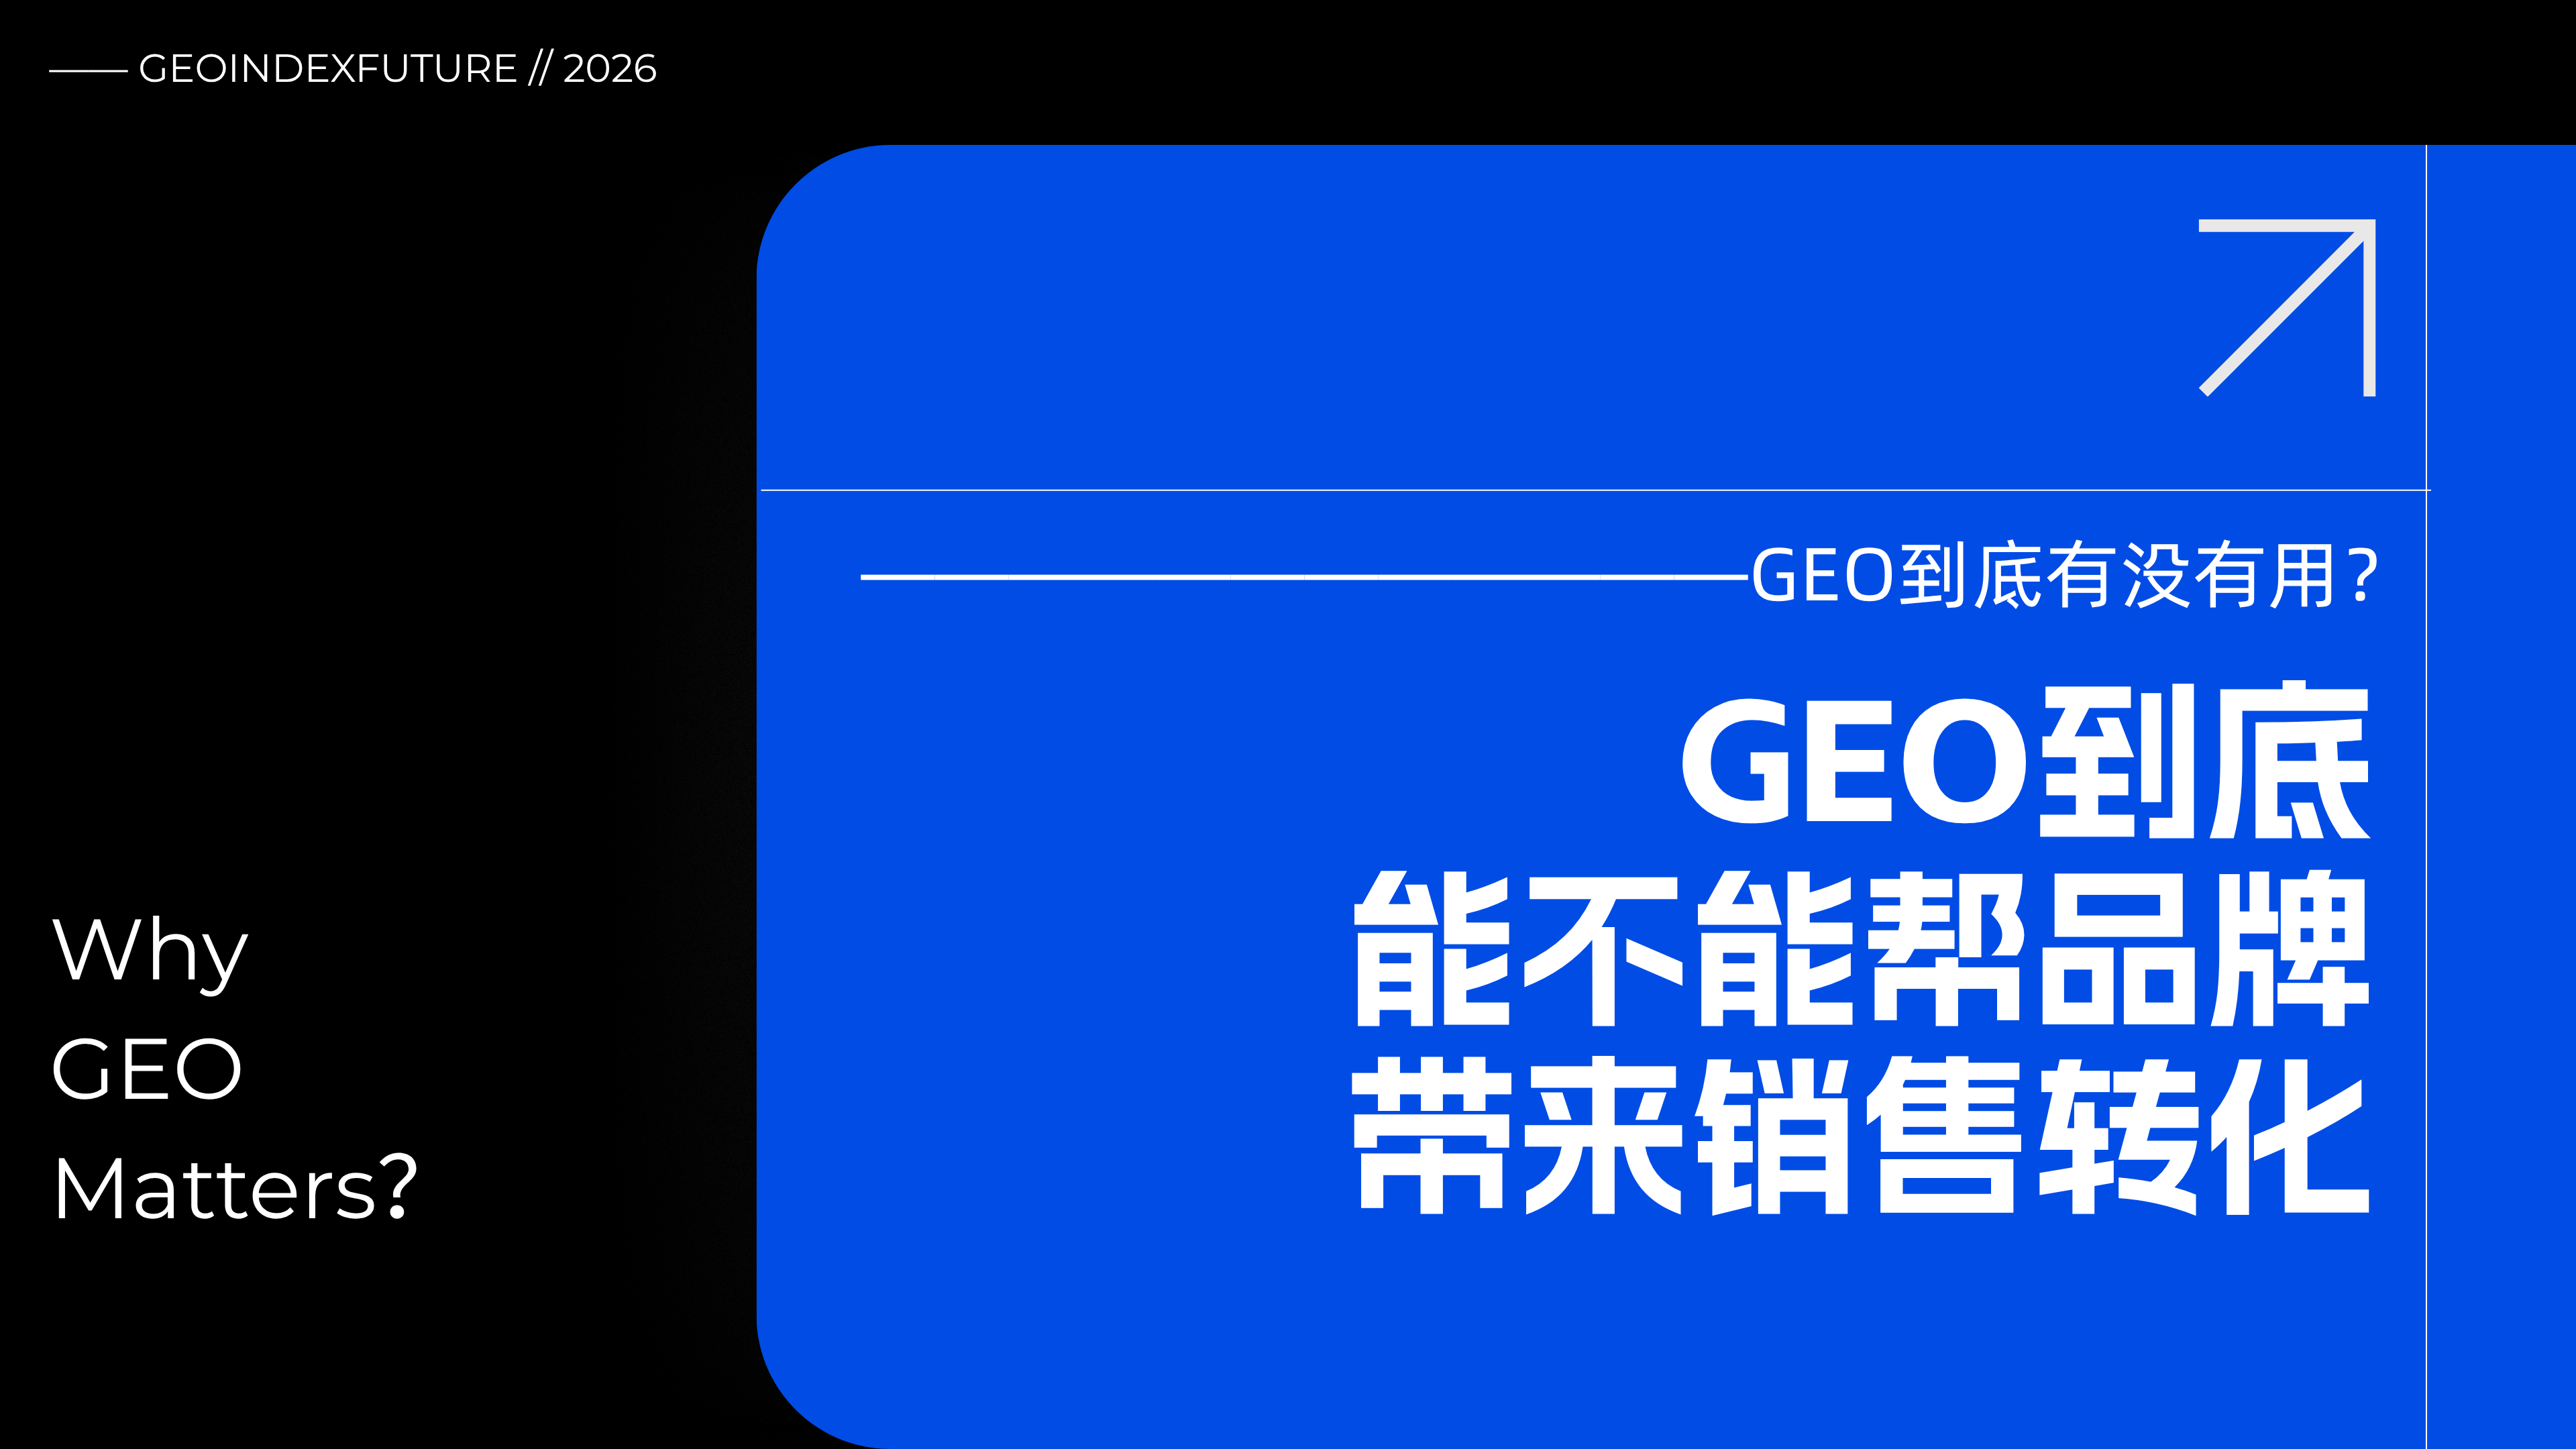 —— GEOINDEXFUTURE // 2026
————————————GEO到底有没有用？
GEO到底
能不能帮品牌
带来销售转化
Why
GEO
Matters？